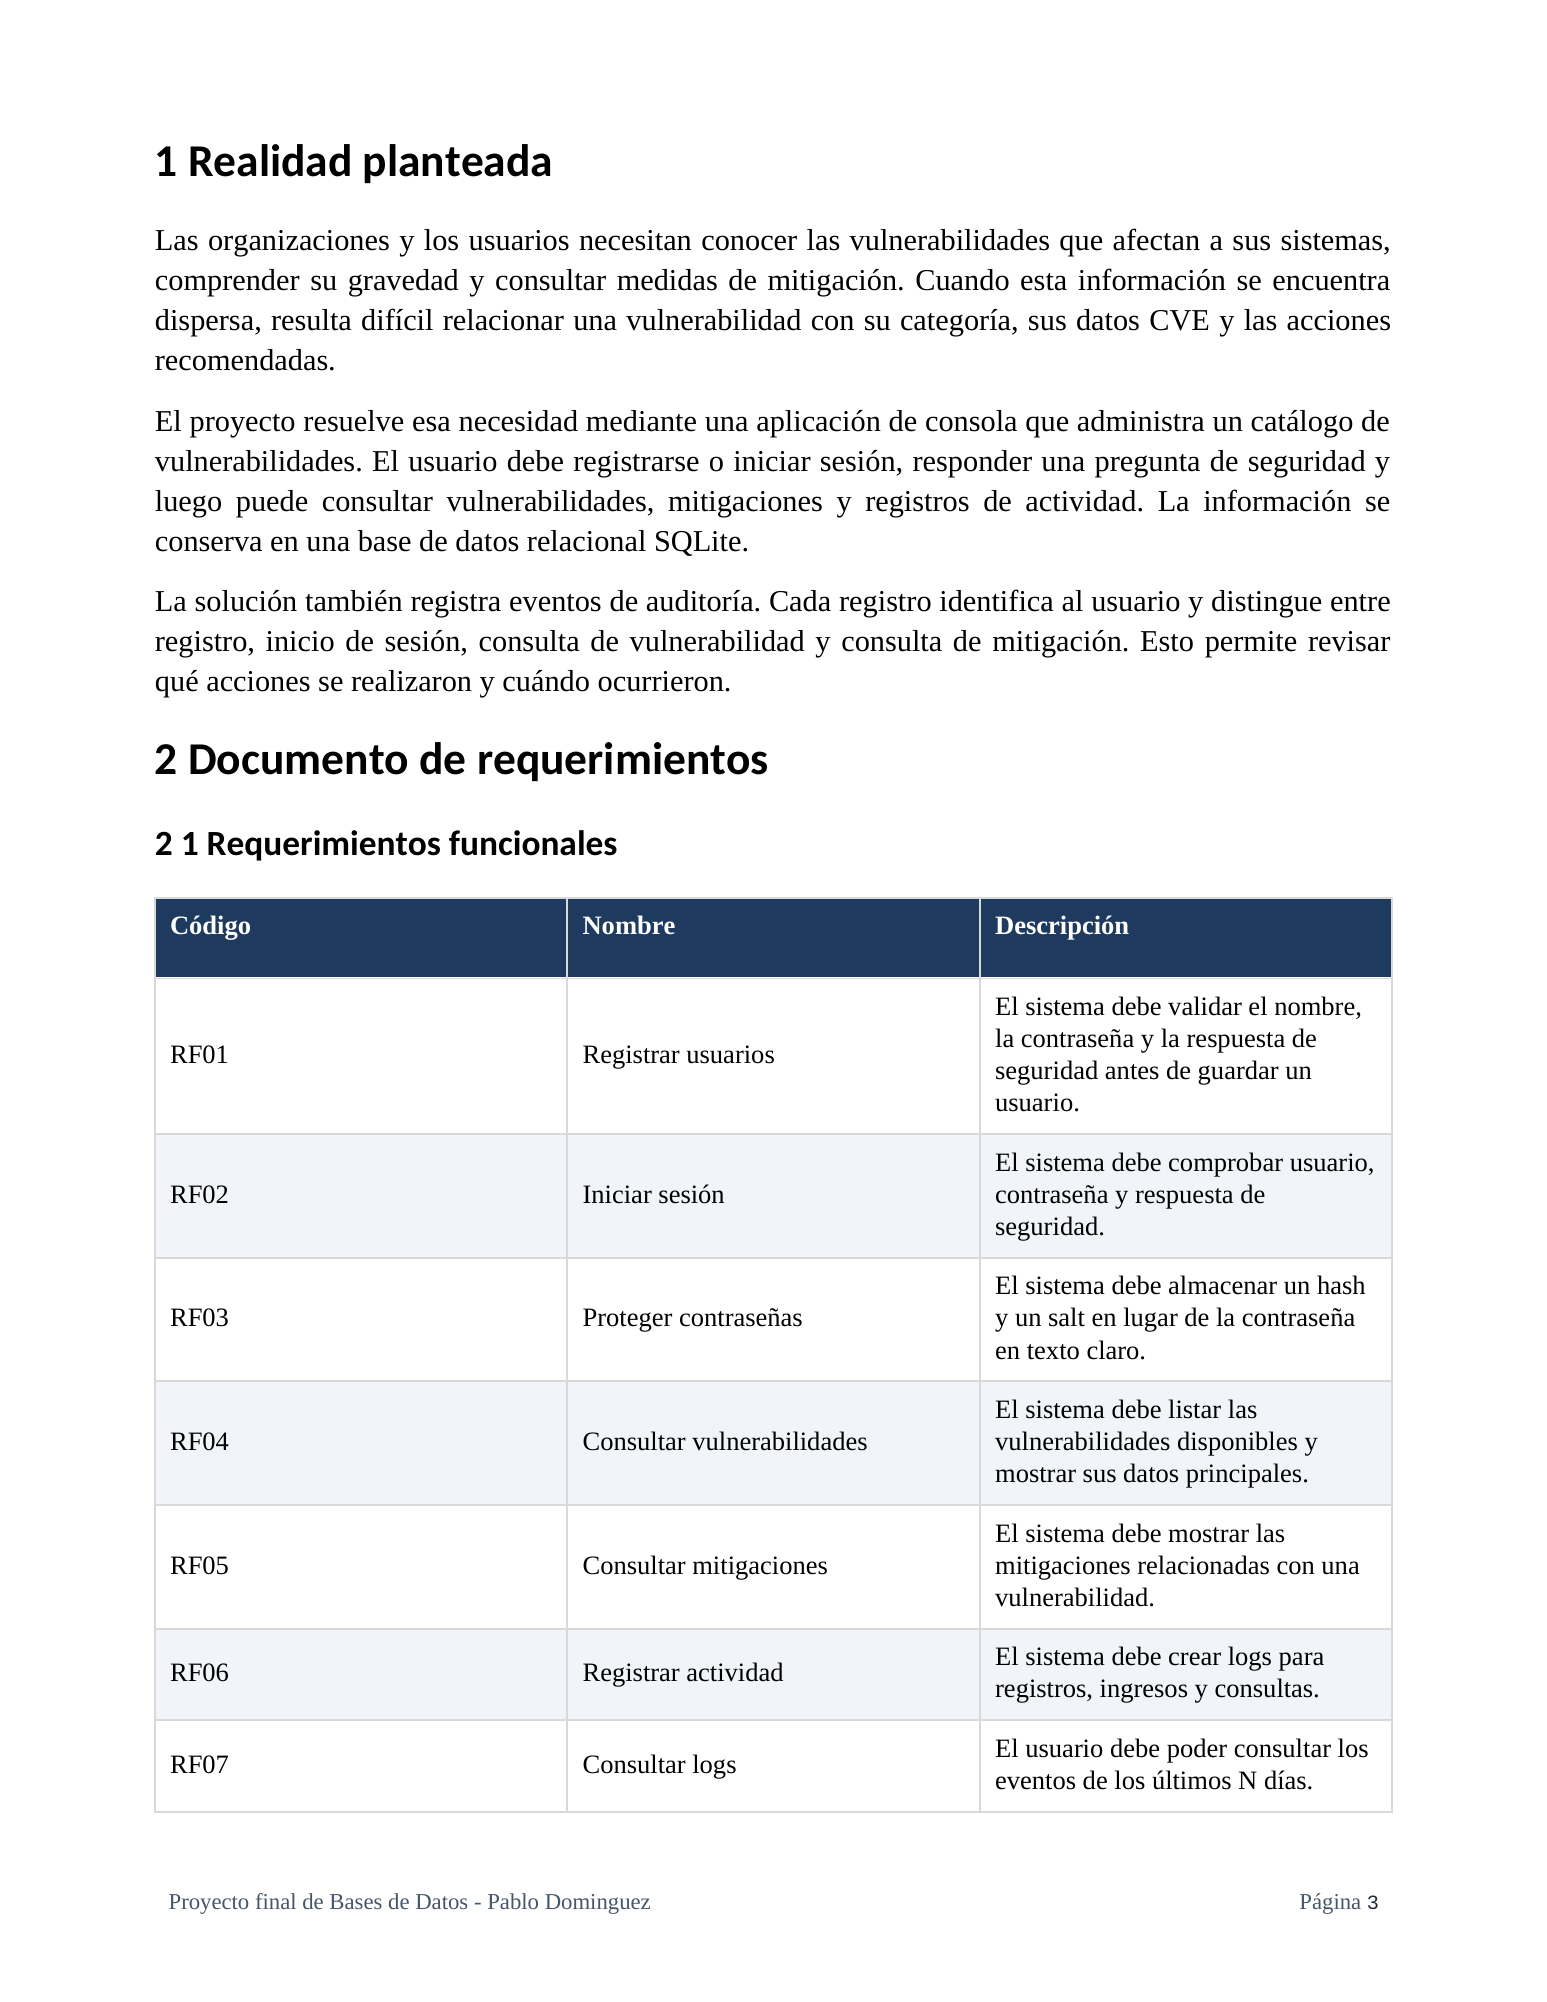 1 Realidad planteada
Las organizaciones y los usuarios necesitan conocer las vulnerabilidades que afectan a sus sistemas,
comprender su gravedad y consultar medidas de mitigación. Cuando esta información se encuentra
dispersa, resulta difícil relacionar una vulnerabilidad con su categoría, sus datos CVE y las acciones
recomendadas.
El proyecto resuelve esa necesidad mediante una aplicación de consola que administra un catálogo de
vulnerabilidades. El usuario debe registrarse o iniciar sesión, responder una pregunta de seguridad y
luego puede consultar vulnerabilidades, mitigaciones y registros de actividad. La información se
conserva en una base de datos relacional SQLite.
La solución también registra eventos de auditoría. Cada registro identifica al usuario y distingue entre
registro, inicio de sesión, consulta de vulnerabilidad y consulta de mitigación. Esto permite revisar
qué acciones se realizaron y cuándo ocurrieron.
2 Documento de requerimientos
2 1 Requerimientos funcionales
Código Nombre Descripción
RF01 Registrar usuarios El sistema debe validar el nombre,
la contraseña y la respuesta de
seguridad antes de guardar un
usuario.
RF02 Iniciar sesión El sistema debe comprobar usuario,
contraseña y respuesta de
seguridad.
RF03 Proteger contraseñas El sistema debe almacenar un hash
y un salt en lugar de la contraseña
en texto claro.
RF04 Consultar vulnerabilidades El sistema debe listar las
vulnerabilidades disponibles y
mostrar sus datos principales.
RF05 Consultar mitigaciones El sistema debe mostrar las
mitigaciones relacionadas con una
vulnerabilidad.
RF06 Registrar actividad El sistema debe crear logs para
registros, ingresos y consultas.
RF07 Consultar logs El usuario debe poder consultar los
eventos de los últimos N días.
Proyecto final de Bases de Datos - Pablo Dominguez Página 3